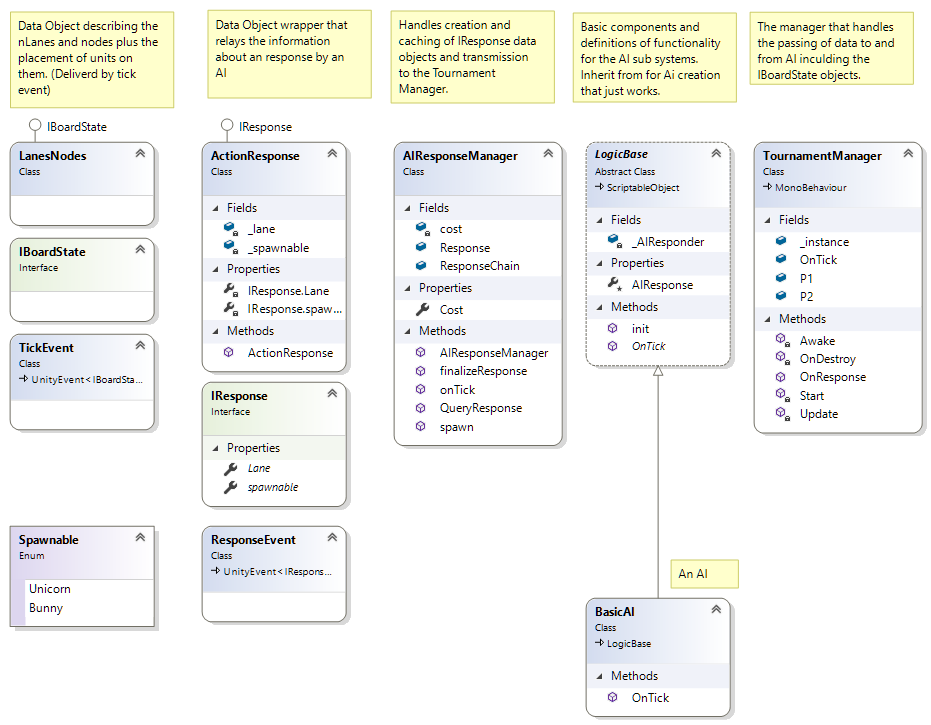 Data Object describing the
nLanes and nodes plus the
placement of units on
them. (Deliverd by tick
event)
Data Object wrapper that
relays the information
about an response by an
AI
Handles creation and
caching of IResponse data
objects and transmission
to the Tournament
Manager.
Basic components and
definitions of functionality
for the AI sub systems.
Inherit from for Ai creation
that just works.
The manager that handles
the passing of data to and
from AI inculding the
IBoardState objects.
IBoardState
LanesNodes
Class
IBoardState
Interface
TickEvent
Class
UnityEvent<IBoardSta...
Spawnable
Enum
Unicorn
Bunny
IResponse
ActionResponse
Class
Fields
_lane
_spawnable
Properties
IResponse.Lane
IResponse.spaw...
Methods
ActionResponse
IResponse
Interface
Properties
Lane
spawnable
ResponseEvent
Class
UnityEvent<IRespons...
AIResponseManager
Class
Fields
cost
Response
ResponseChain
Properties
Cost
Methods
AIResponseManager
finalizeResponse
onTick
QueryResponse
spawn
LogicBase
Abstract Class
ScriptableObject
Fields
_AIResponder
Properties
AIResponse
Methods
init
OnTick
An AI
BasicAI
Class
LogicBase
Methods
OnTick
TournamentManager
Class
MonoBehaviour
Fields
_instance
OnTick
P1
P2
Methods
Awake
OnDestroy
OnResponse
Start
Update